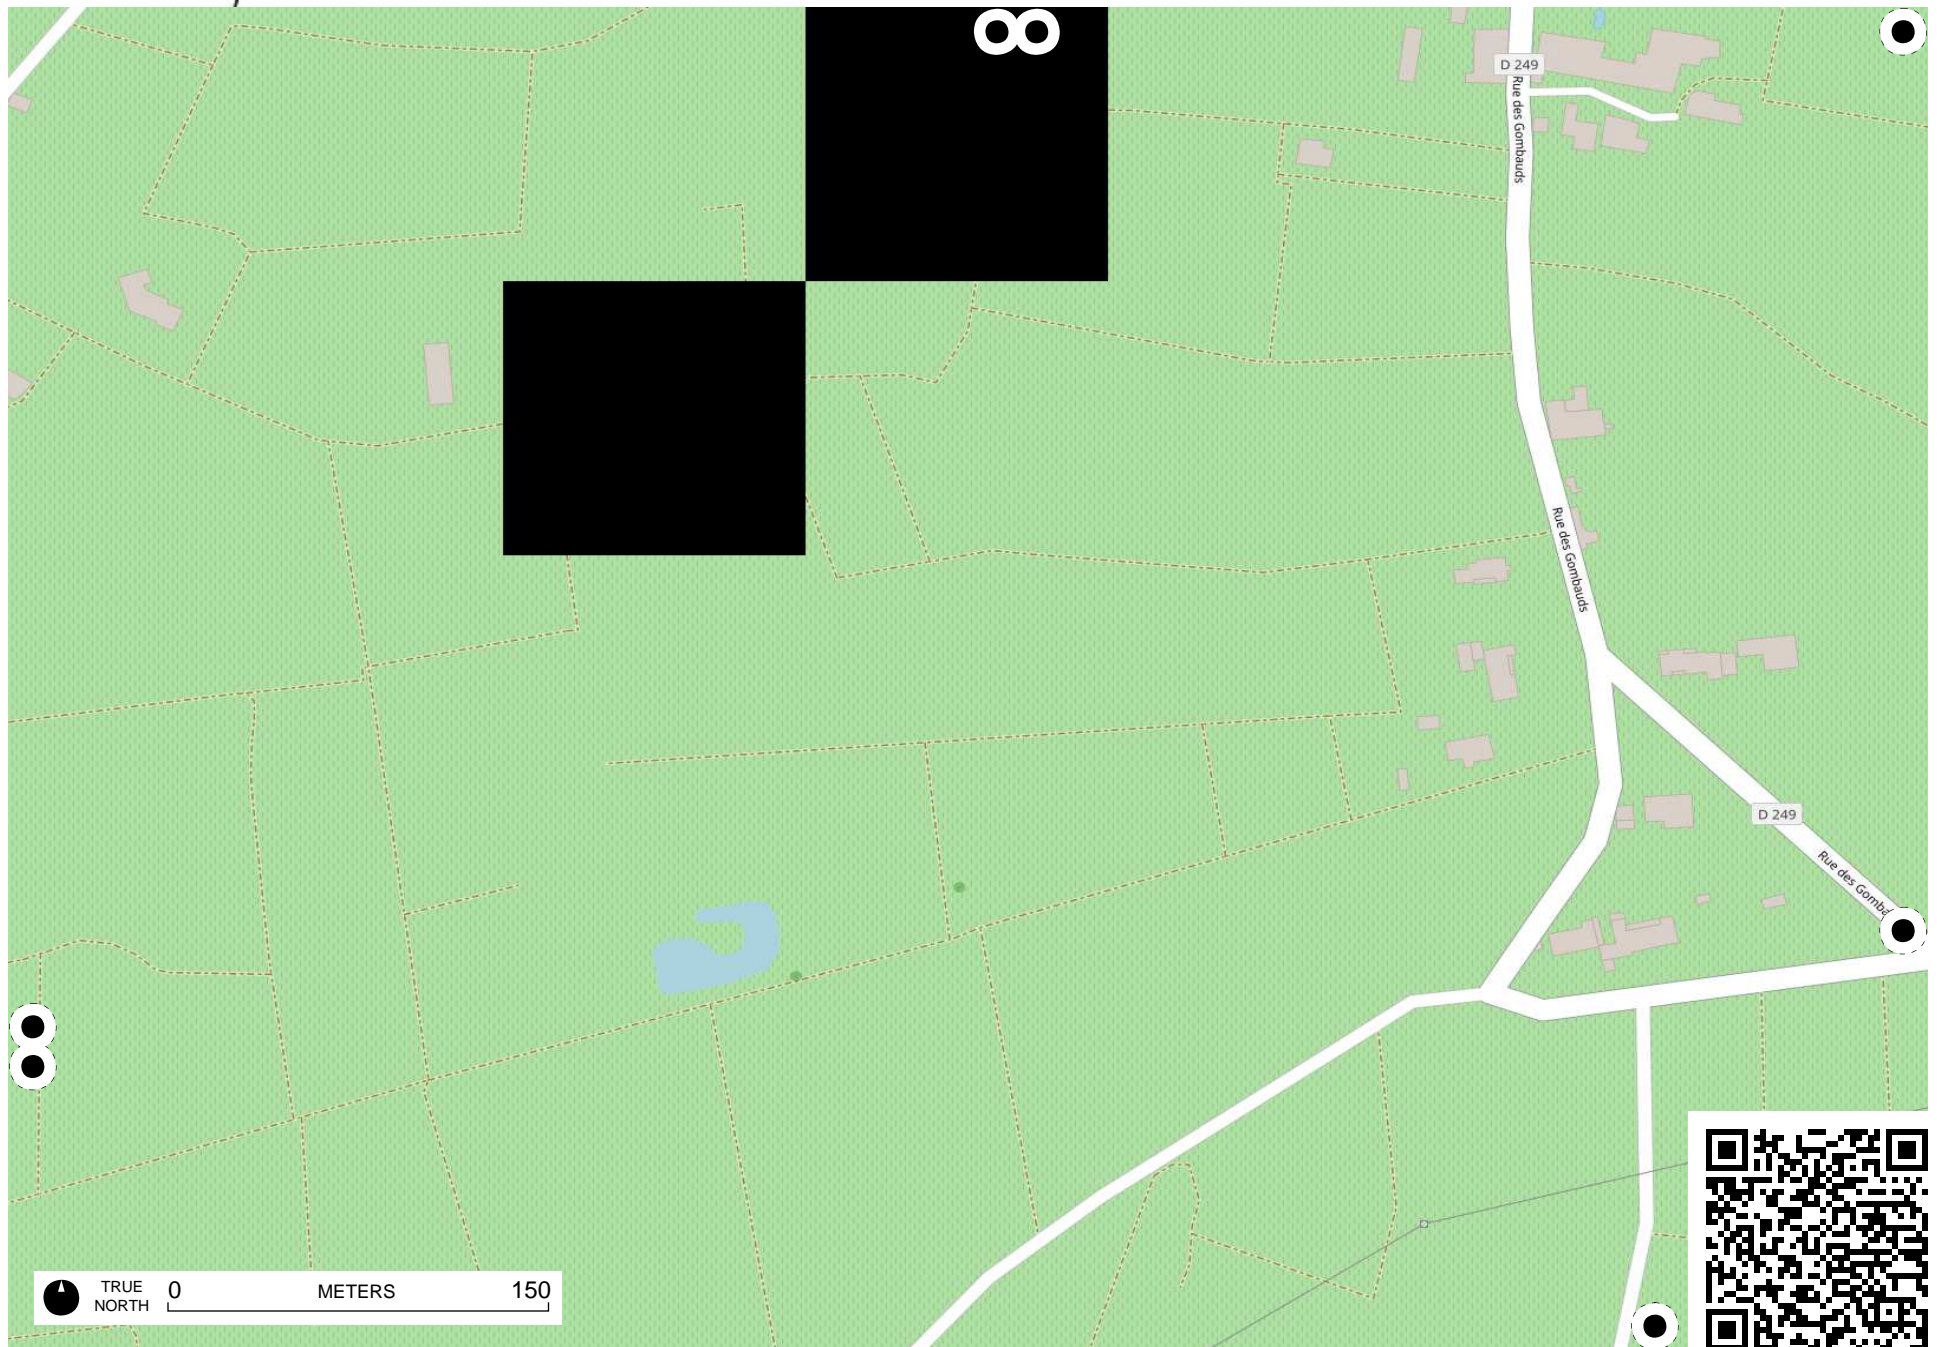 D 249
Rue des Gombauds
Rue des Gombauds
D 249
Rue des Gomba
TRUE NORTH
0 METERS 150